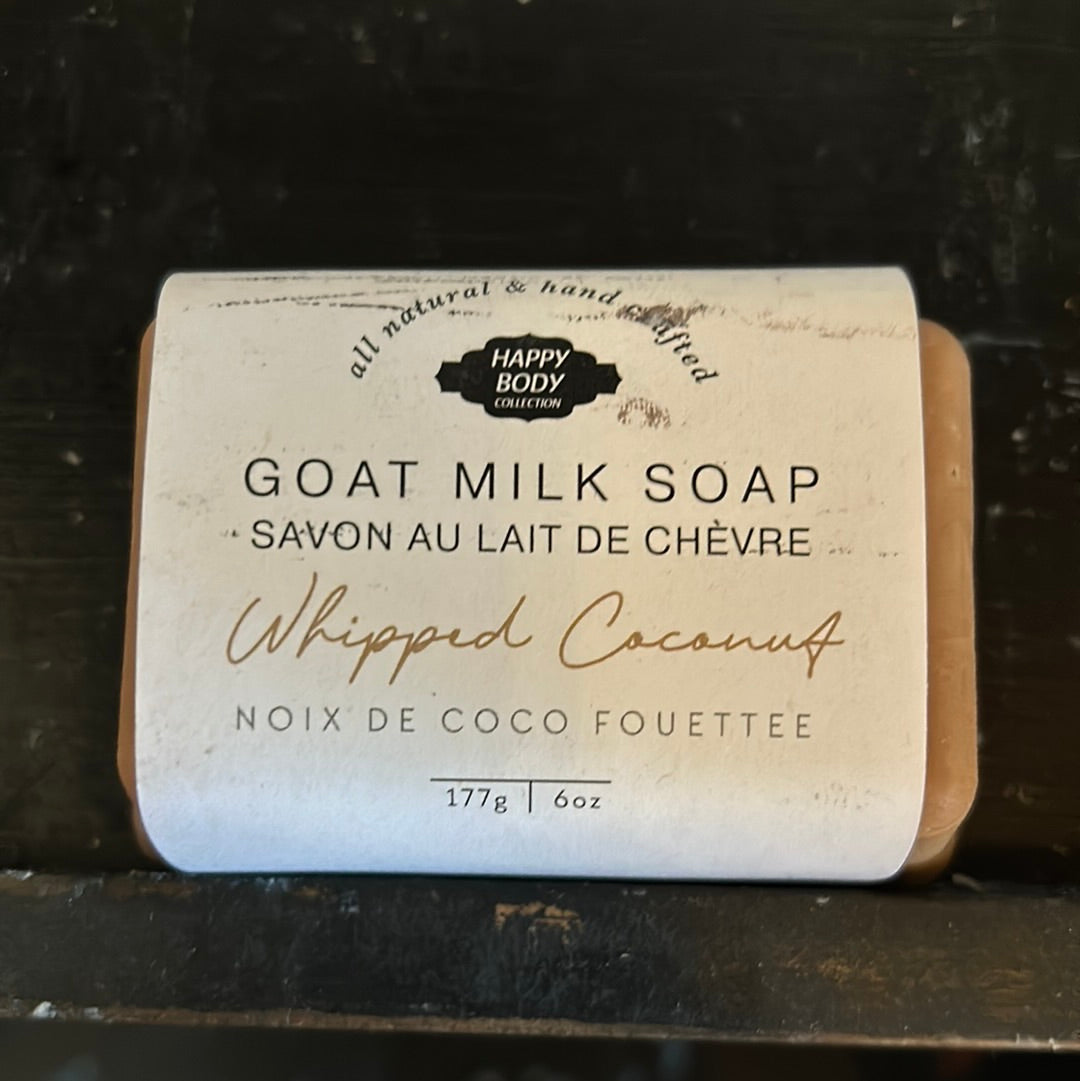 all natural & hand crafted
HAPPY
BODY
COLLECTION
GOAT MILK SOAP
SAVON AU LAIT DE CHÈVRE
Whipped Coconut
NOIX DE COCO FOUETTEE
177g | 6oz